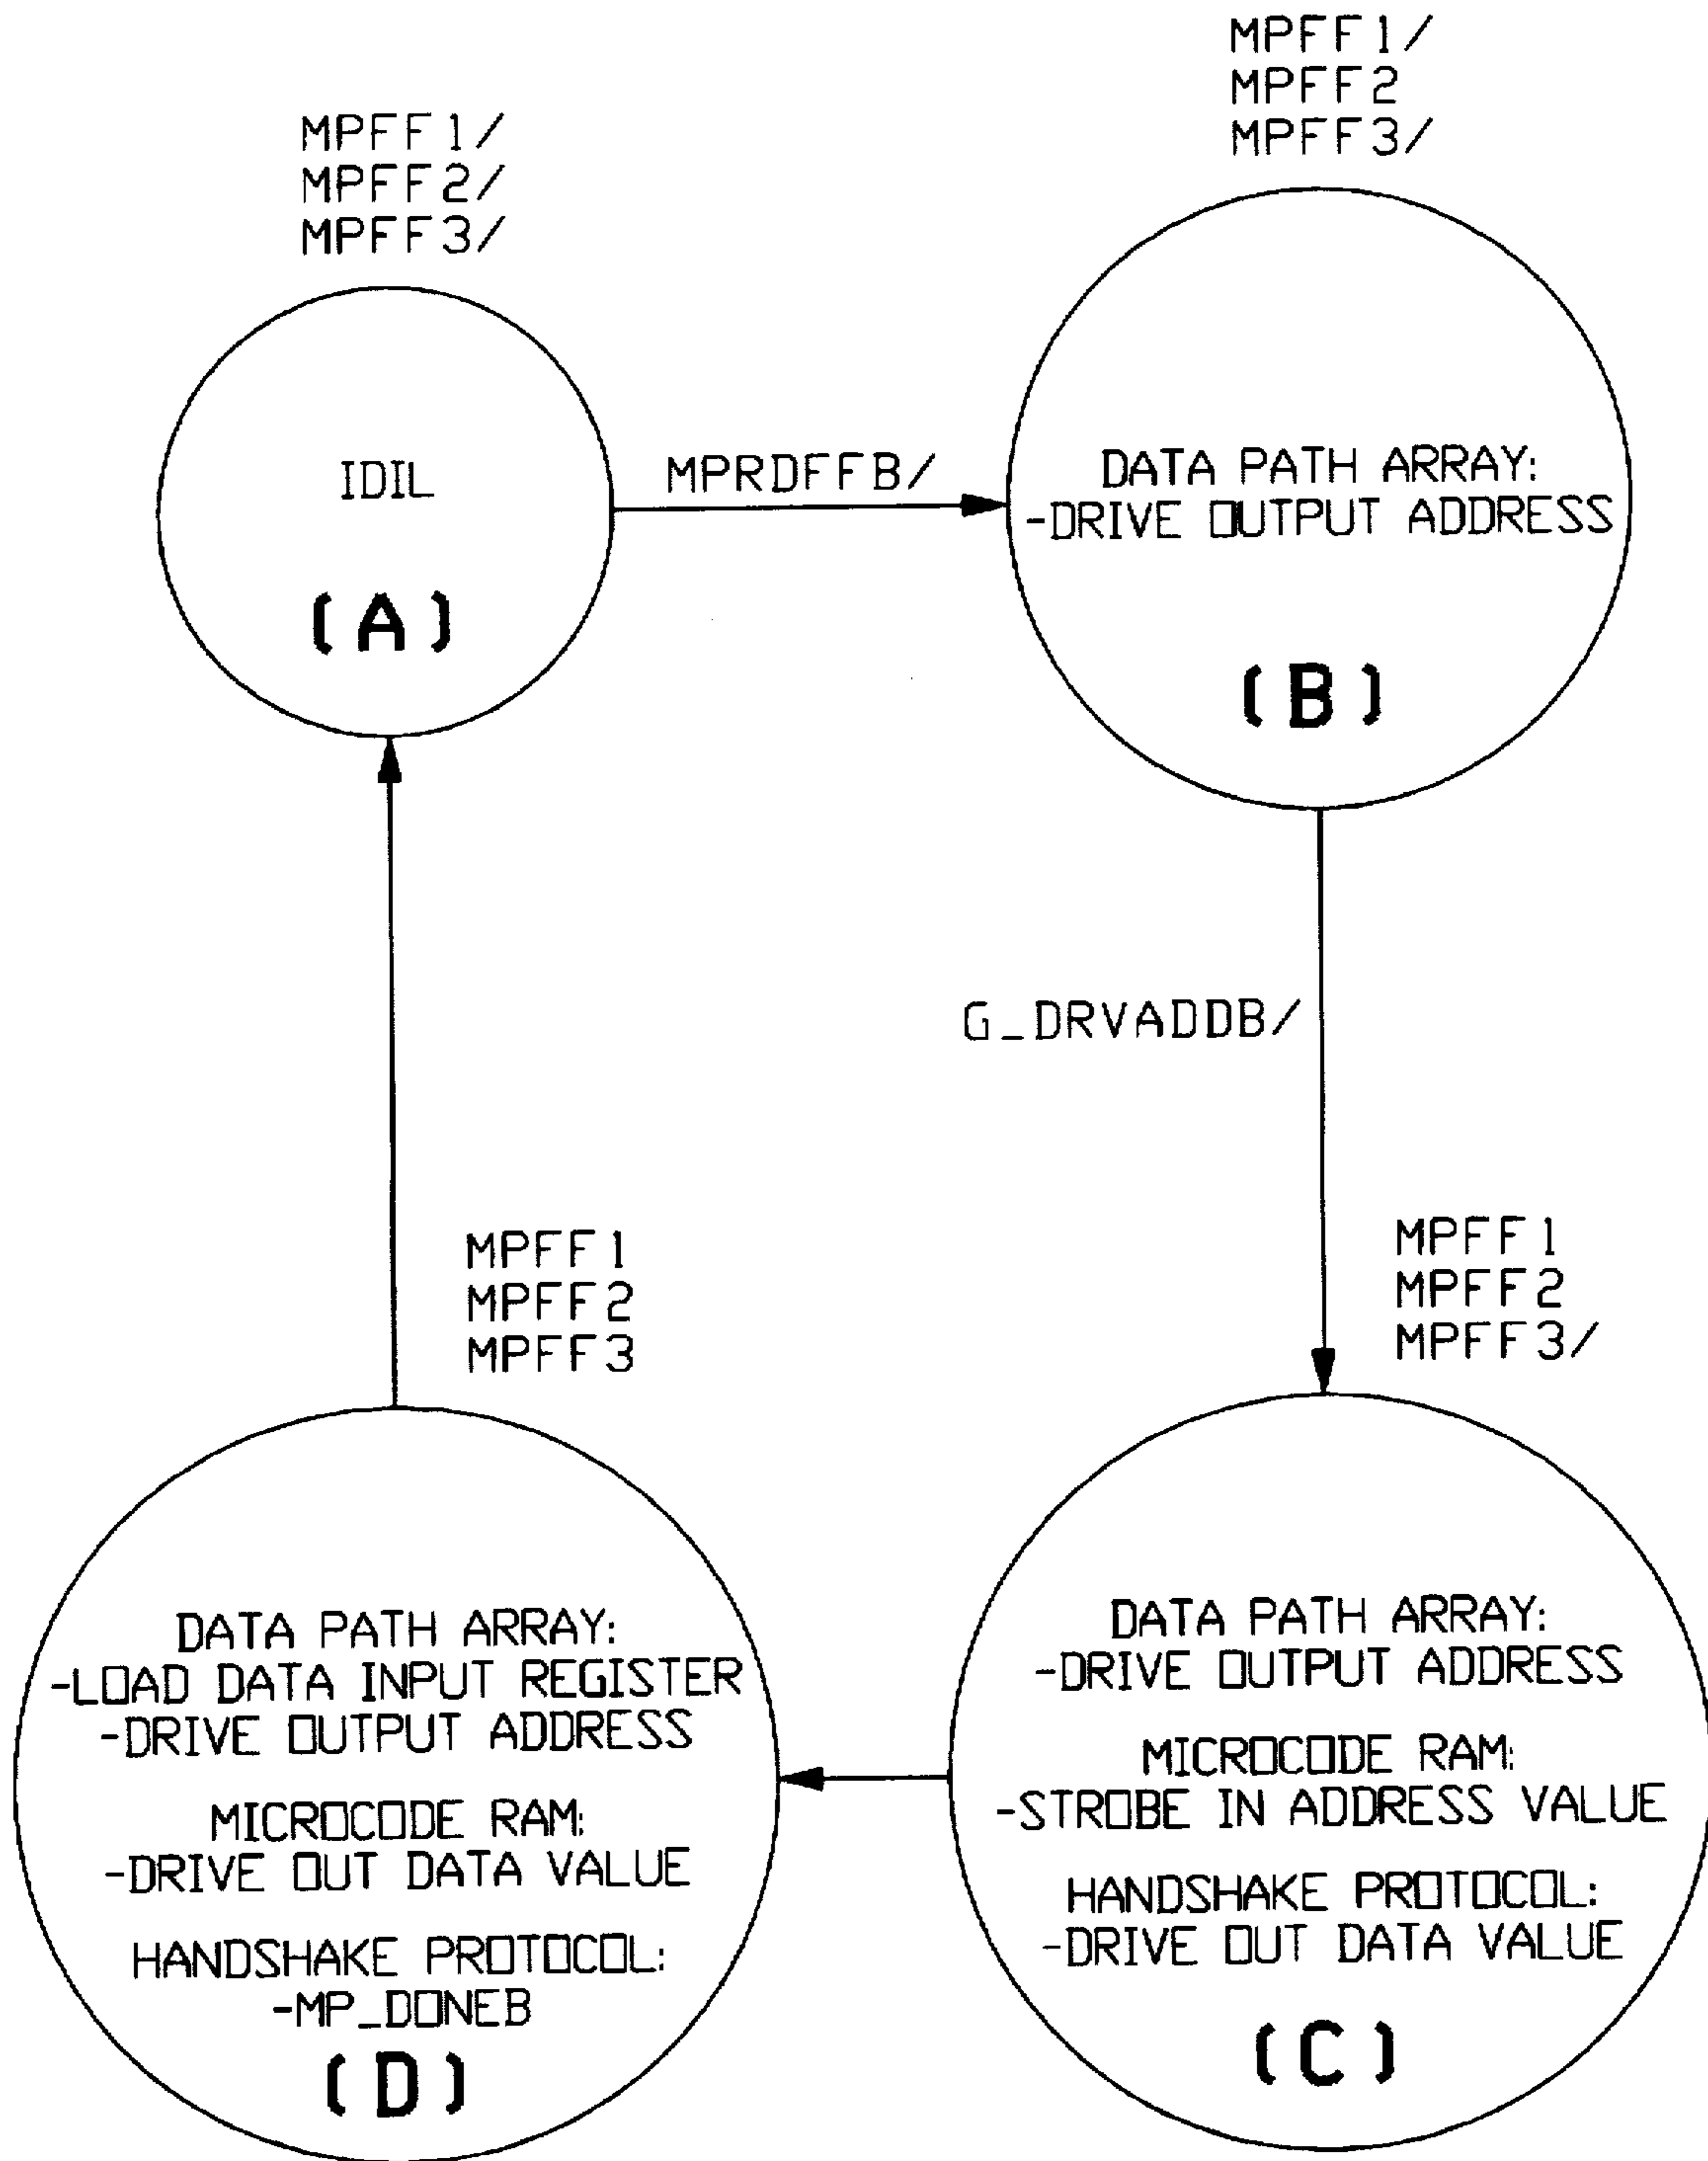 MPFF1/
MPFF2/
MPFF3/
IDIL
(A)
MPRDFFB/
MPFF1/
MPFF2
MPFF3/
DATA PATH ARRAY:
-DRIVE OUTPUT ADDRESS
(B)
G_DRVADDB/
MPFF1
MPFF2
MPFF3/
DATA PATH ARRAY:
-DRIVE OUTPUT ADDRESS
MICROCODE RAM:
-STROBE IN ADDRESS VALUE
HANDSHAKE PROTOCOL:
-DRIVE OUT DATA VALUE
(C)
MPFF1
MPFF2
MPFF3
DATA PATH ARRAY:
-LOAD DATA INPUT REGISTER
-DRIVE OUTPUT ADDRESS
MICROCODE RAM:
-DRIVE OUT DATA VALUE
HANDSHAKE PROTOCOL:
-MP_DONEB
(D)